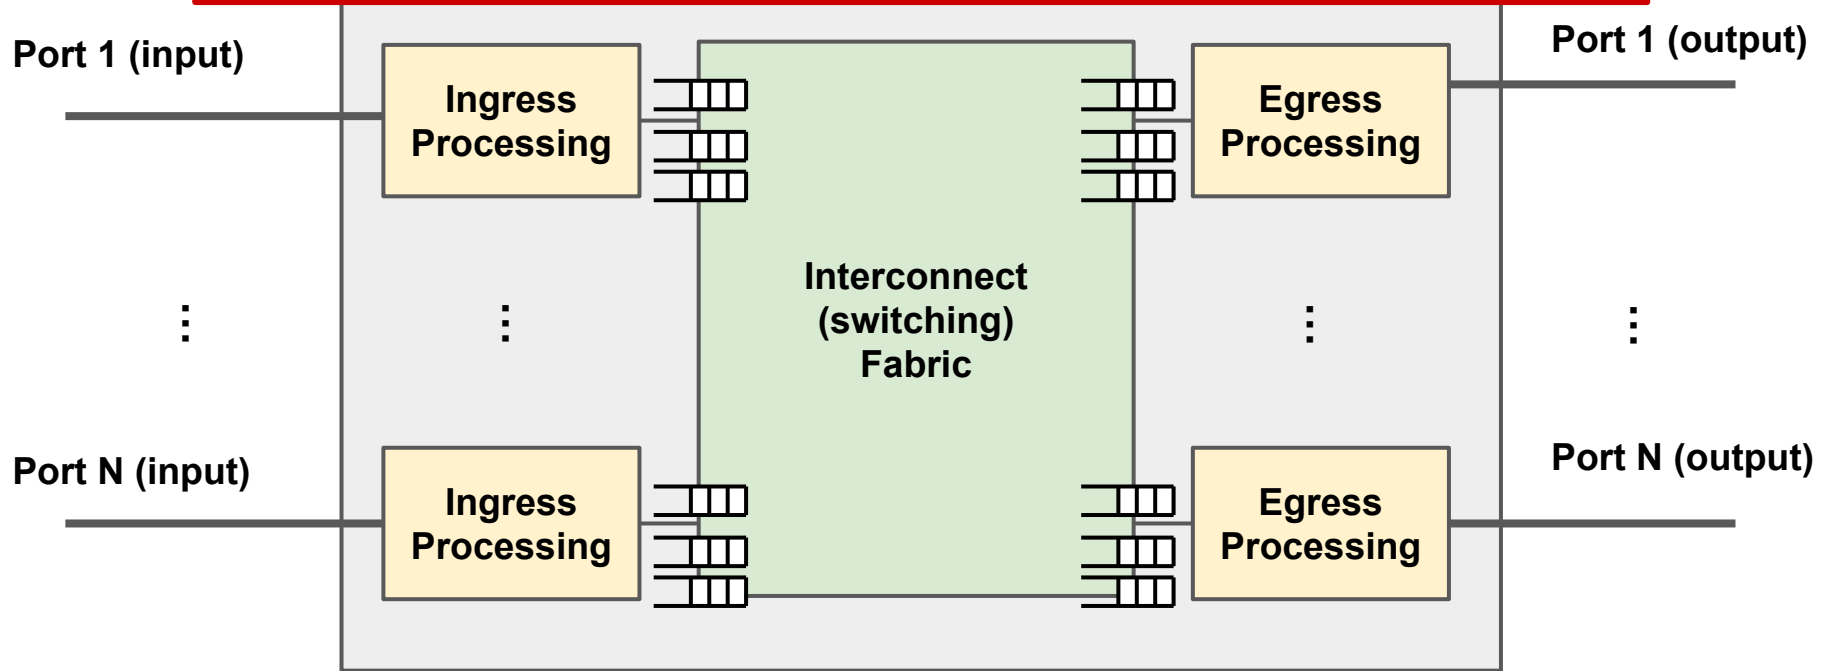 Port 1 (input)
Ingress
Processing
Egress
Processing
Port 1 (output)
⋮
⋮
Interconnect
(switching)
Fabric
⋮
⋮
Port N (input)
Ingress
Processing
Egress
Processing
Port N (output)